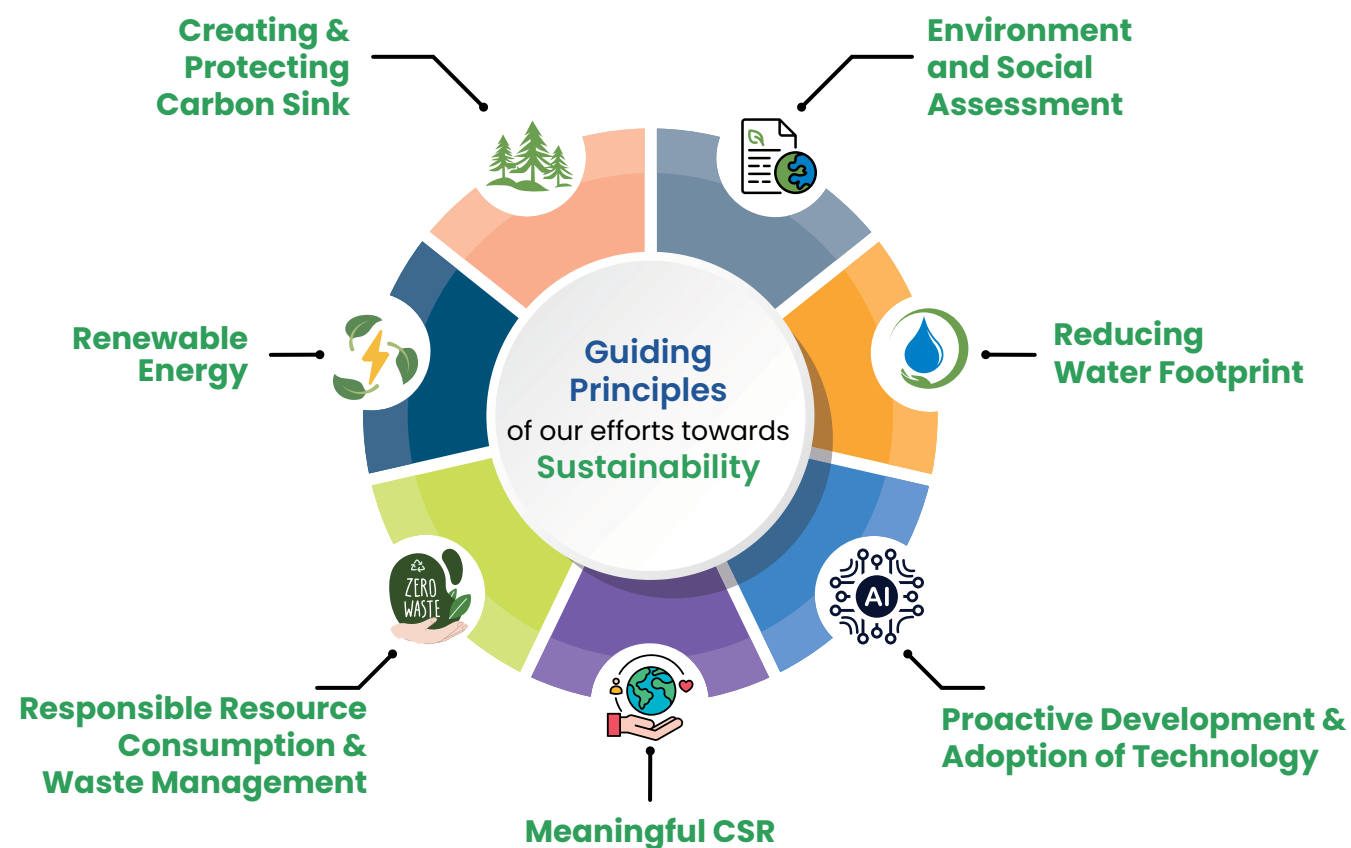 Creating &
Protecting
Carbon Sink
Environment
and Social
Assessment
Renewable
Energy
Guiding
Principles
of our efforts towards
Sustainability
Reducing
Water Footprint
ZERO
WASTE
AI
Responsible Resource
Consumption &
Waste Management
Proactive Development &
Adoption of Technology
Meaningful CSR